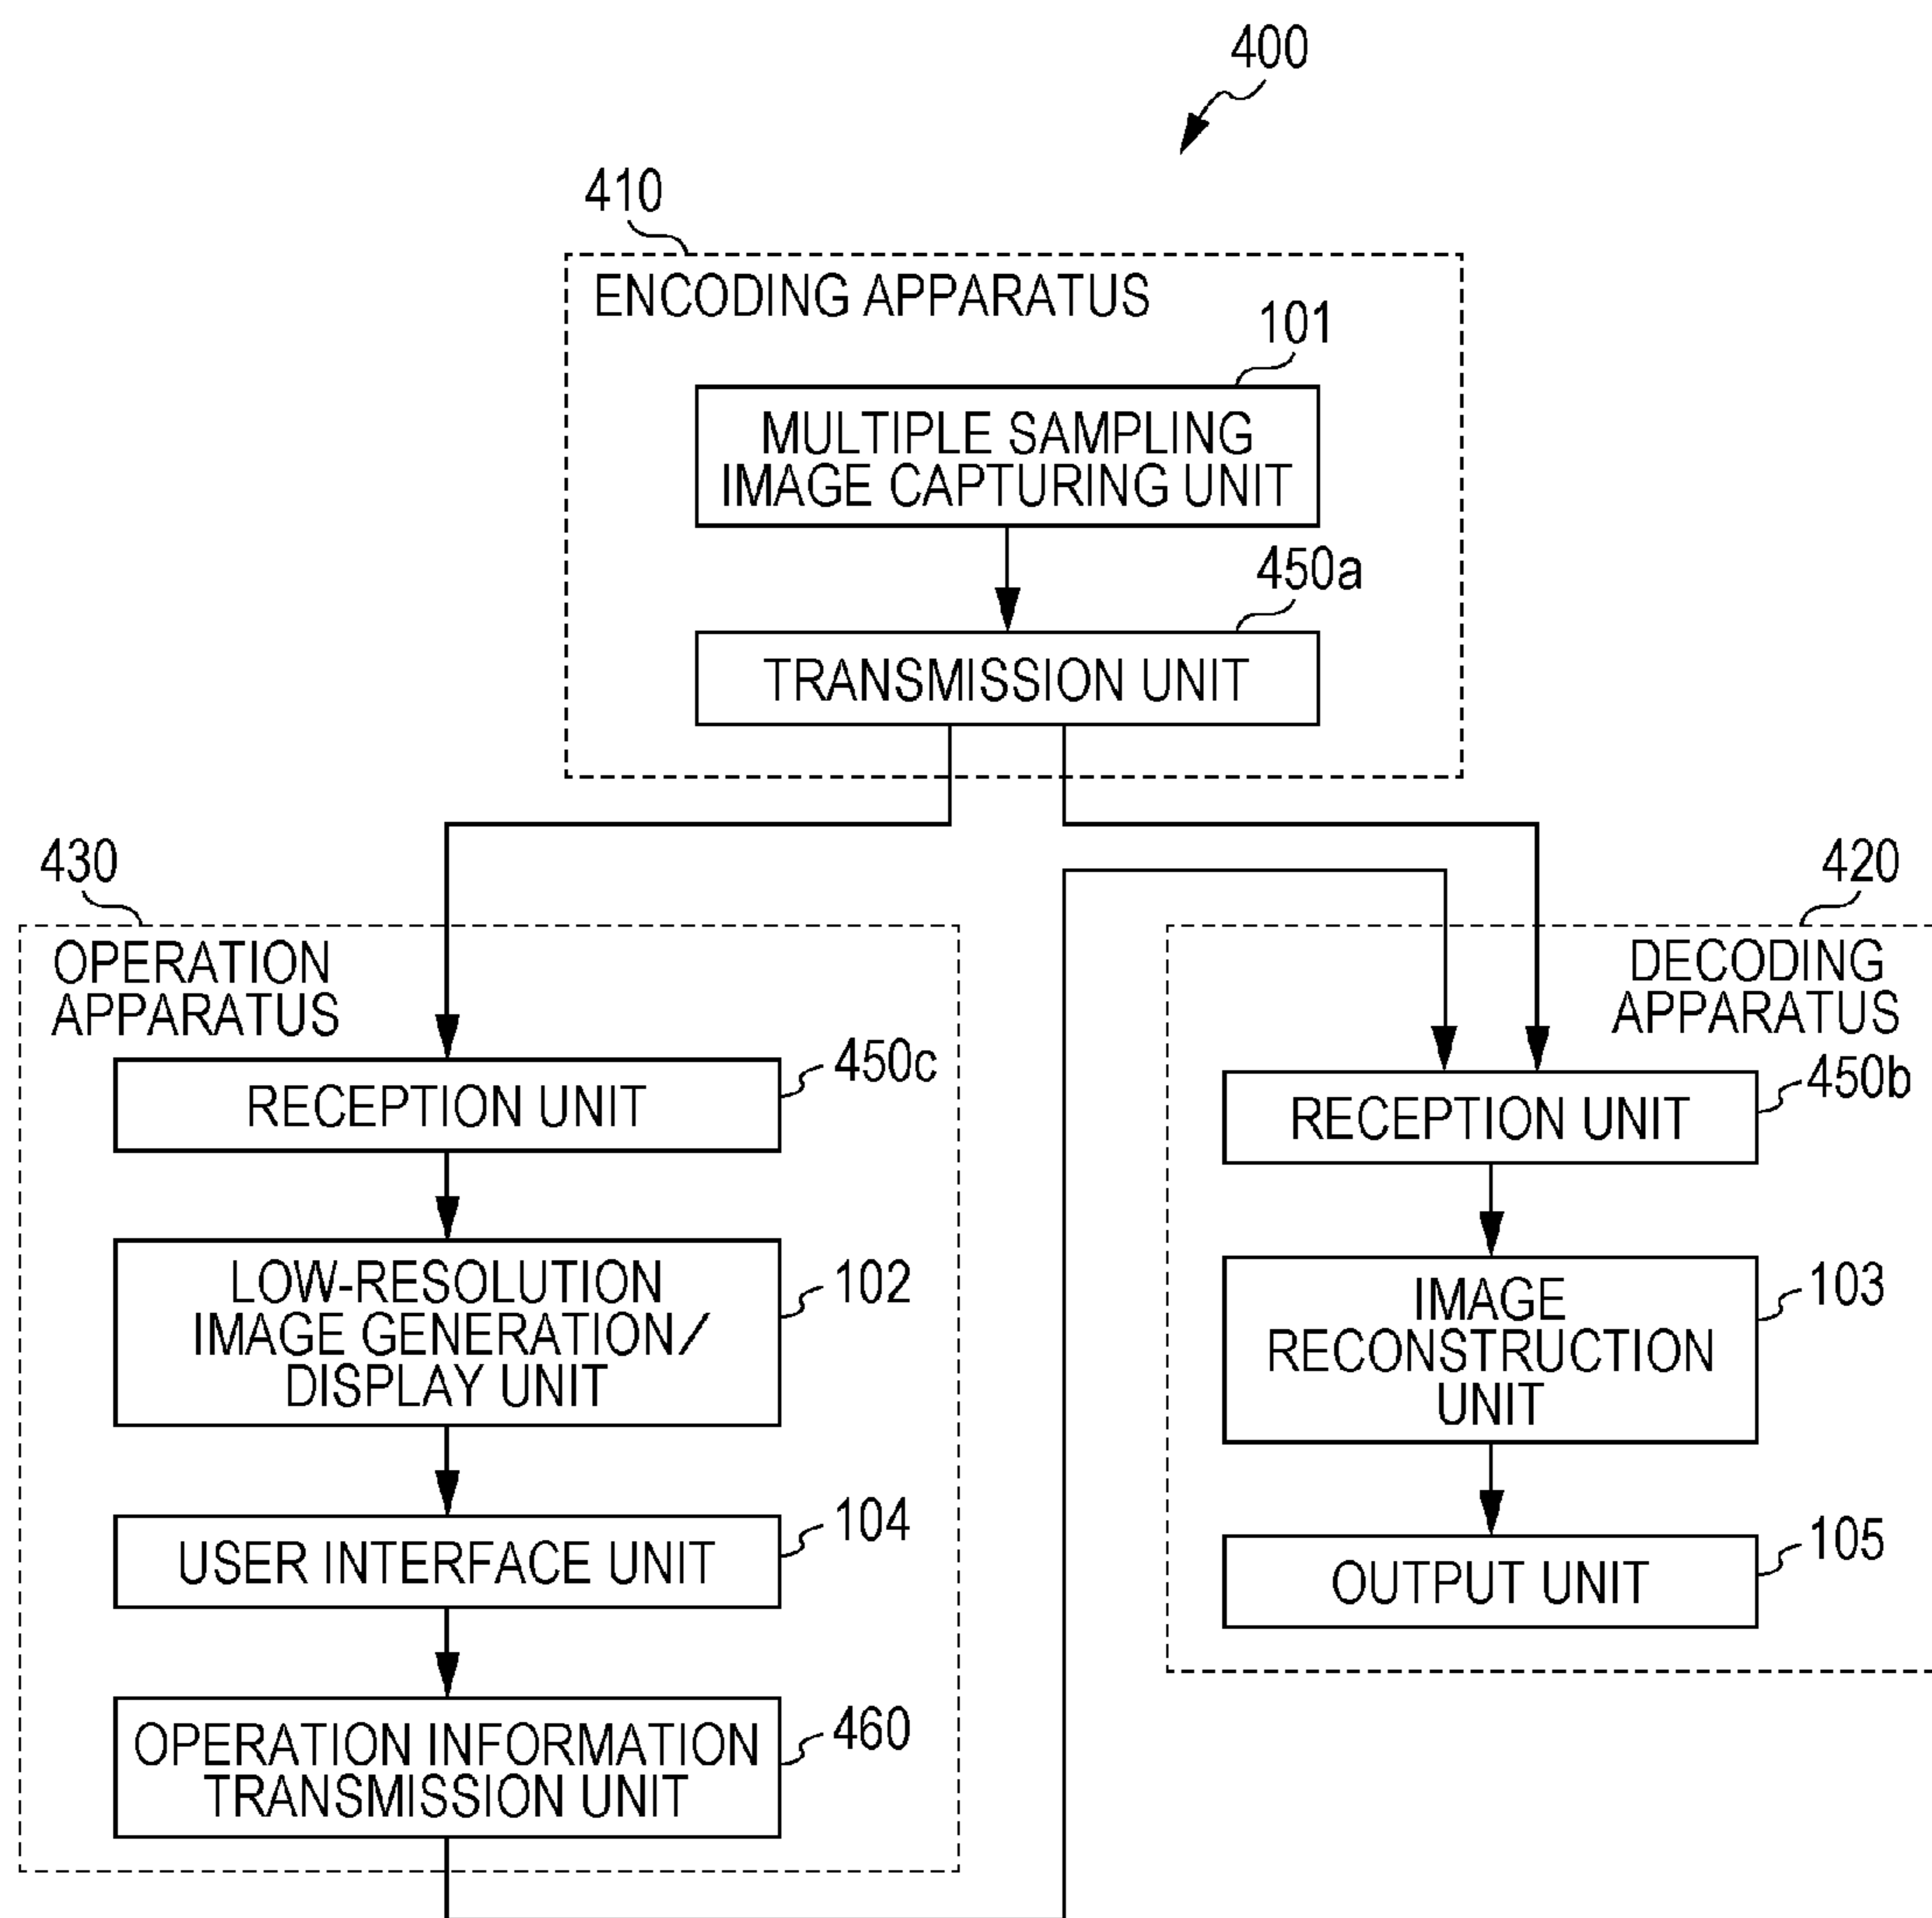 400
410
ENCODING APPARATUS
101
MULTIPLE SAMPLING
IMAGE CAPTURING UNIT
450a
TRANSMISSION UNIT
430
OPERATION
APPARATUS
450c
RECEPTION UNIT
LOW-RESOLUTION
IMAGE GENERATION/
DISPLAY UNIT
102
USER INTERFACE UNIT
104
OPERATION INFORMATION
TRANSMISSION UNIT
460
420
DECODING
APPARATUS
450b
RECEPTION UNIT
IMAGE
RECONSTRUCTION
UNIT
103
OUTPUT UNIT
105